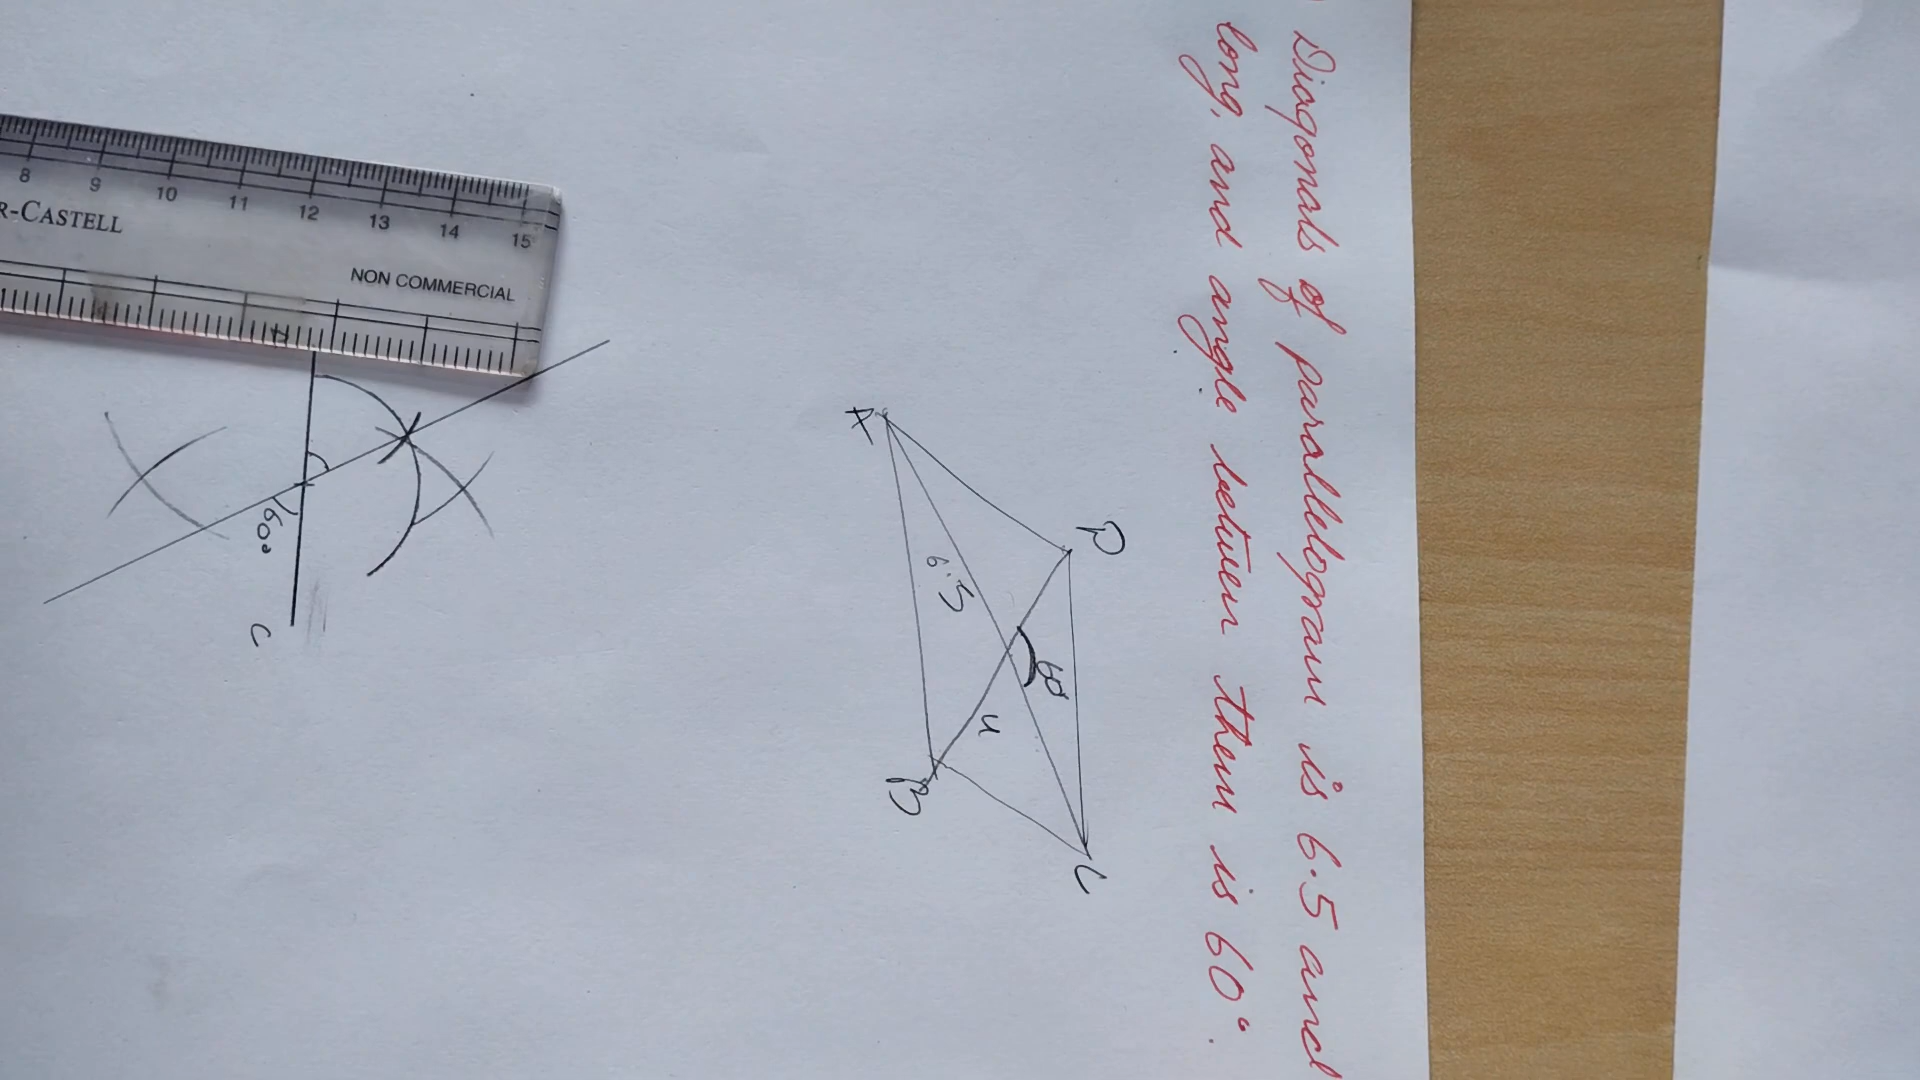 Diagonals of parallelogram is 6.5 and
long, and angle between them is 60°.
D
C
60°
A
6.5
4
B
60°
C
A
NON COMMERCIAL
R-CASTELL
8 9 10 11 12 13 14 15